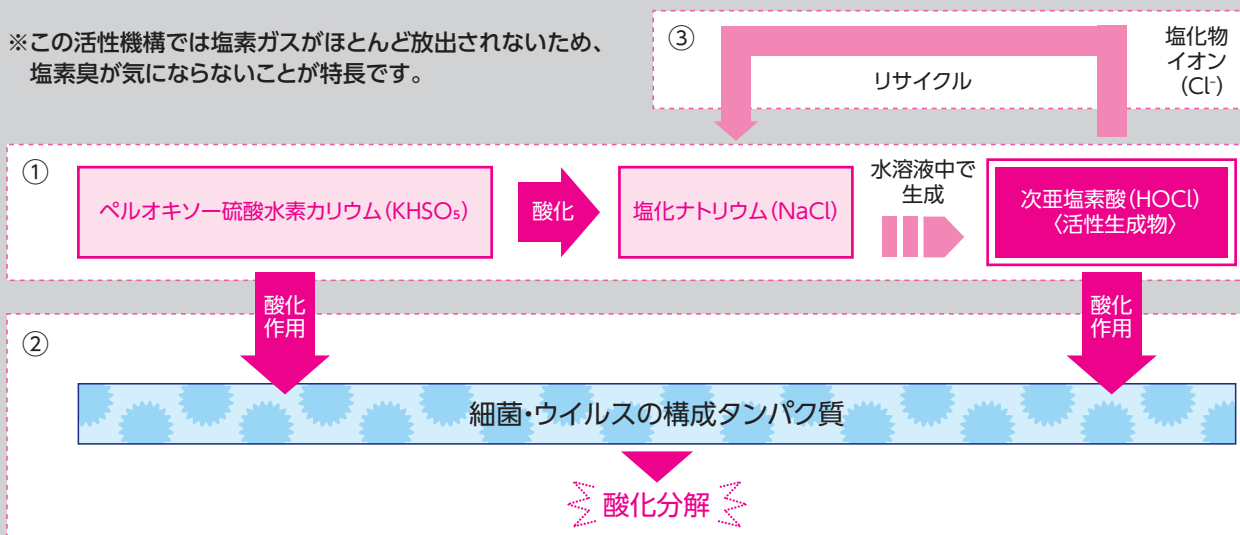 ※この活性機構では塩素ガスがほとんど放出されないため、
塩素臭が気にならないことが特長です。
③
リサイクル
塩化物
イオン
(Cl⁻)
①
ペルオキソ一硫酸水素カリウム(KHSO₅)
酸化
塩化ナトリウム(NaCl)
水溶液中で
生成
次亜塩素酸(HOCl)
〈活性生成物〉
酸化
作用
酸化
作用
②
細菌・ウイルスの構成タンパク質
酸化分解